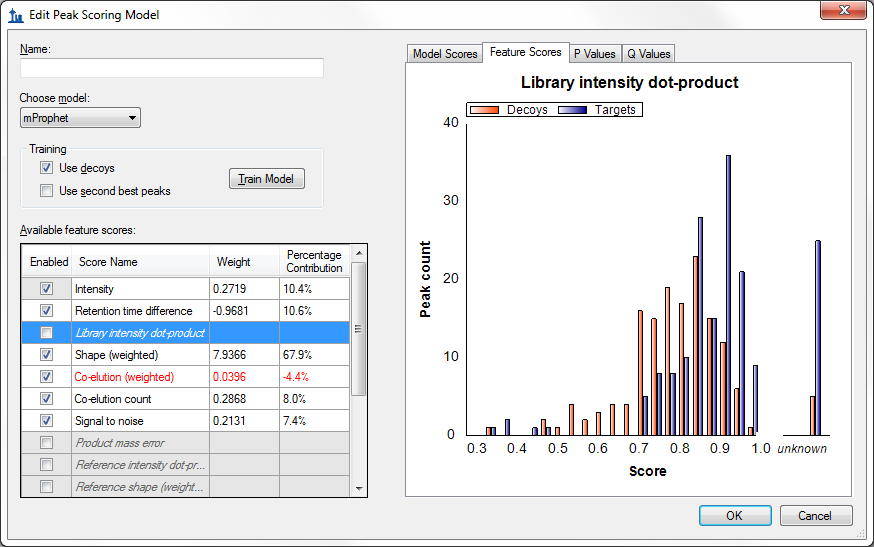 Edit Peak Scoring Model
Name:
Choose model:
mProphet
Training
Use decoys
Use second best peaks
Train Model
Available feature scores:
Enabled Score Name Weight Percentage Contribution
Intensity 0.2719 10.4%
Retention time difference -0.9681 10.6%
Library intensity dot-product
Shape (weighted) 7.9366 67.9%
Co-elution (weighted) 0.0396 -4.4%
Co-elution count 0.2868 8.0%
Signal to noise 0.2131 7.4%
Product mass error
Reference intensity dot-pr...
Reference shape (weight...
Model Scores Feature Scores P Values Q Values
Library intensity dot-product
Decoys Targets
Peak count
40
30
20
10
0
0.3 0.4 0.5 0.6 0.7 0.8 0.9 1.0 unknown
Score
OK Cancel